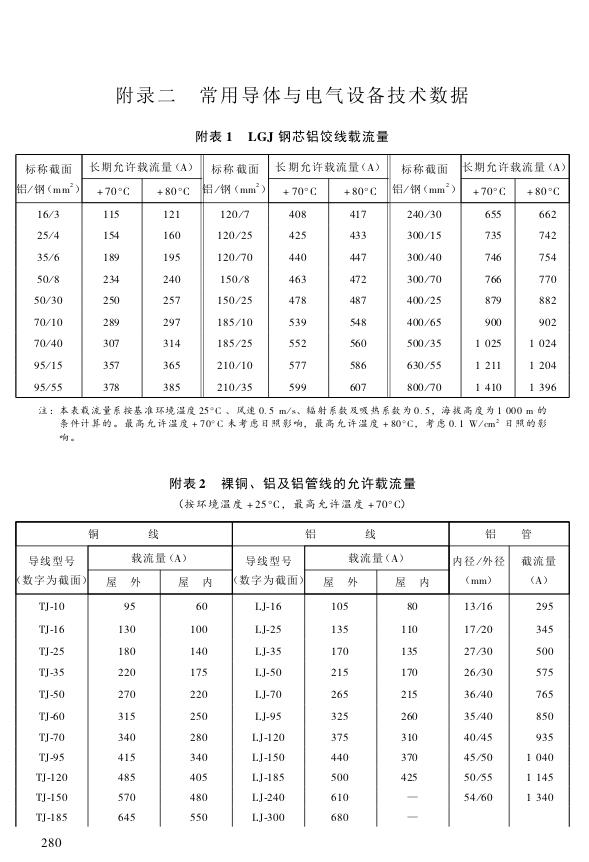 附录二　常用导体与电气设备技术数据
附表 1　LGJ 钢芯铝饺线载流量
标称截面 长期允许载流量(A) 标称截面 长期允许载流量(A) 标称截面 长期允许载流量(A)
铝/钢(mm²) +70°C +80°C 铝/钢(mm²) +70°C +80°C 铝/钢(mm²) +70°C +80°C
16/3 115 121 120/7 408 417 240/30 655 662
25/4 154 160 120/25 425 433 300/15 735 742
35/6 189 195 120/70 440 447 300/40 746 754
50/8 234 240 150/8 463 472 300/70 766 770
50/30 250 257 150/25 478 487 400/25 879 882
70/10 289 297 185/10 539 548 400/65 900 902
70/40 307 314 185/25 552 560 500/35 1 025 1 024
95/15 357 365 210/10 577 586 630/55 1 211 1 204
95/55 378 385 210/35 599 607 800/70 1 410 1 396
注：本表载流量系按基准环境温度 25°C 、风速 0.5 m/s、辐射系数及吸热系数为 0.5，海拔高度为 1 000 m 的
条件计算的。最高允许温度 +70°C 未考虑日照影响，最高允许温度 +80°C，考虑 0.1 W/cm² 日照的影
响。
附表 2　裸铜、铝及铝管线的允许载流量
(按环境温度 +25°C，最高允许温度 +70°C)
铜　线 铝　线 铝　管
导线型号 载流量(A) 导线型号 载流量(A) 内径/外径 截流量
(数字为截面) 屋　外 屋　内 (数字为截面) 屋　外 屋　内 (mm) (A)
TJ-10 95 60 LJ-16 105 80 13/16 295
TJ-16 130 100 LJ-25 135 110 17/20 345
TJ-25 180 140 LJ-35 170 135 27/30 500
TJ-35 220 175 LJ-50 215 170 26/30 575
TJ-50 270 220 LJ-70 265 215 36/40 765
TJ-60 315 250 LJ-95 325 260 35/40 850
TJ-70 340 280 LJ-120 375 310 40/45 935
TJ-95 415 340 LJ-150 440 370 45/50 1 040
TJ-120 485 405 LJ-185 500 425 50/55 1 145
TJ-150 570 480 LJ-240 610 — 54/60 1 340
TJ-185 645 550 LJ-300 680 —
280